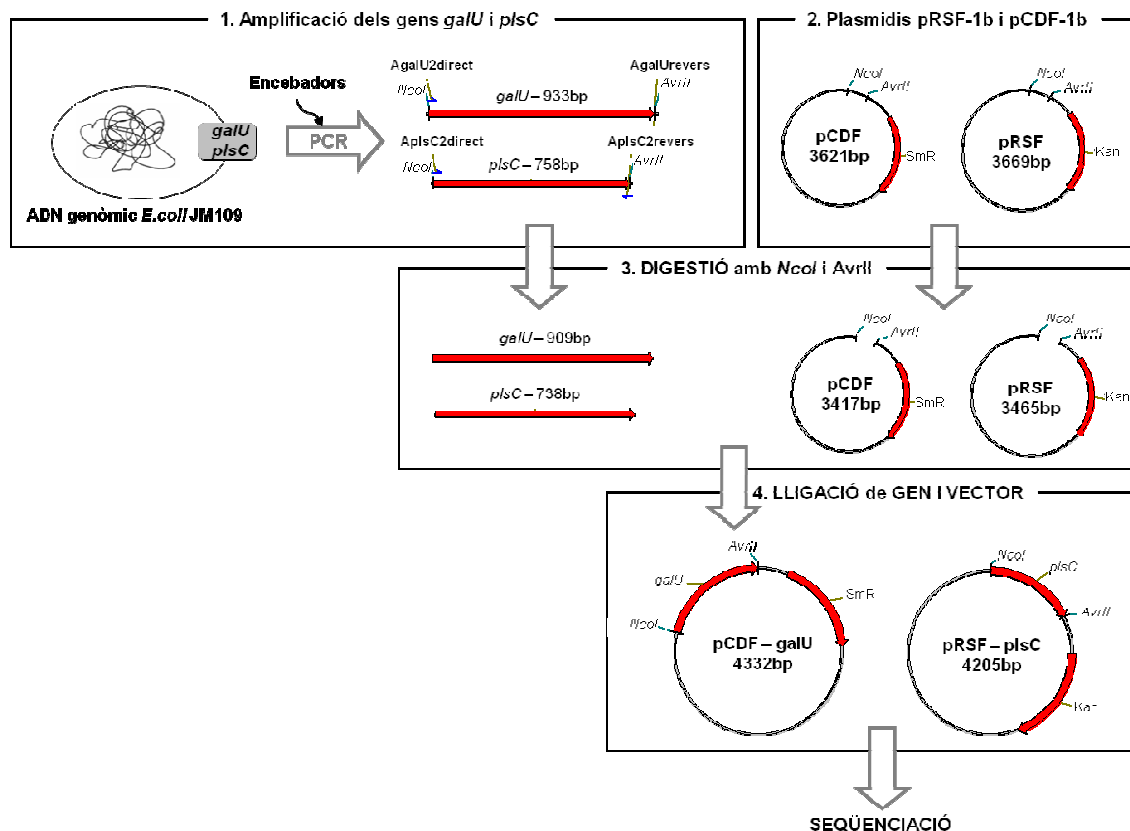 1. Amplificació dels gens galU i plsC
AgalU2direct
AgalUrevers
Encebadors
NcoI
galU – 933bp
AvrII
galU
plsC
PCR
AplsC2direct
AplsC2revers
NcoI
plsC – 758bp
AvrII
ADN genòmic E.coli JM109
2. Plasmidis pRSF-1b i pCDF-1b
NcoI
AvrII
pCDF
3621bp
SmR
NcoI
AvrII
pRSF
3669bp
Kan
3. DIGESTIÓ amb NcoI i AvrII
galU – 909bp
plsC – 738bp
NcoI
AvrII
pCDF
3417bp
SmR
NcoI
AvrII
pRSF
3465bp
Kan
4. LLIGACIÓ de GEN I VECTOR
AvrII
galU
SmR
NcoI
pCDF – galU
4332bp
NcoI
plsC
AvrII
pRSF – plsC
4205bp
Kan
SEQÜENCIACIÓ